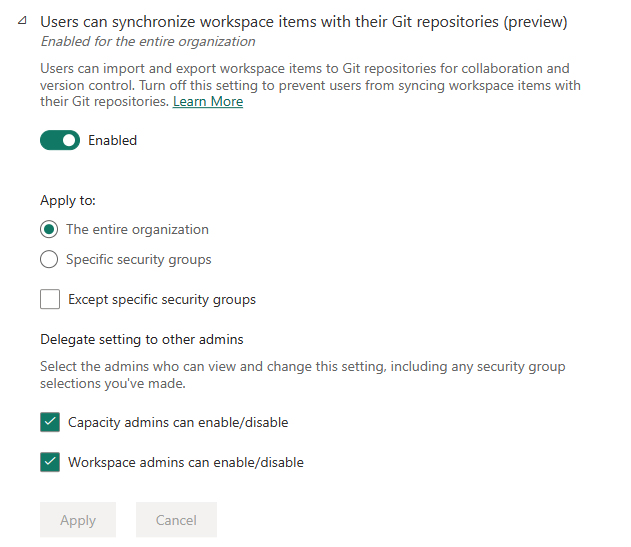 Users can synchronize workspace items with their Git repositories (preview)
Enabled for the entire organization
Users can import and export workspace items to Git repositories for collaboration and
version control. Turn off this setting to prevent users from syncing workspace items with
their Git repositories. Learn More
Enabled
Apply to:
The entire organization
Specific security groups
Except specific security groups
Delegate setting to other admins
Select the admins who can view and change this setting, including any security group
selections you've made.
Capacity admins can enable/disable
Workspace admins can enable/disable
Apply Cancel